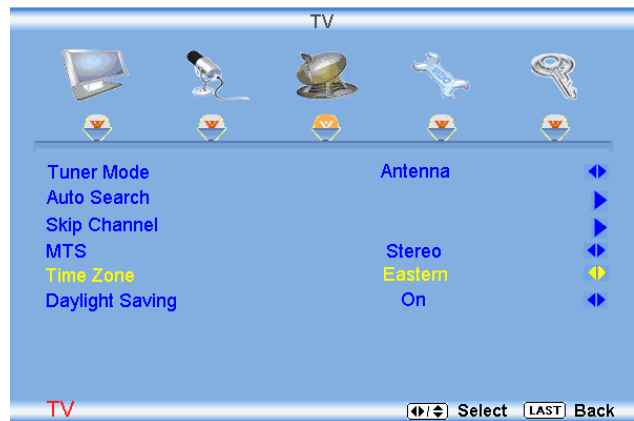 TV
Tuner Mode Antenna
Auto Search
Skip Channel
MTS Stereo
Time Zone Eastern
Daylight Saving On
TV Select LAST Back